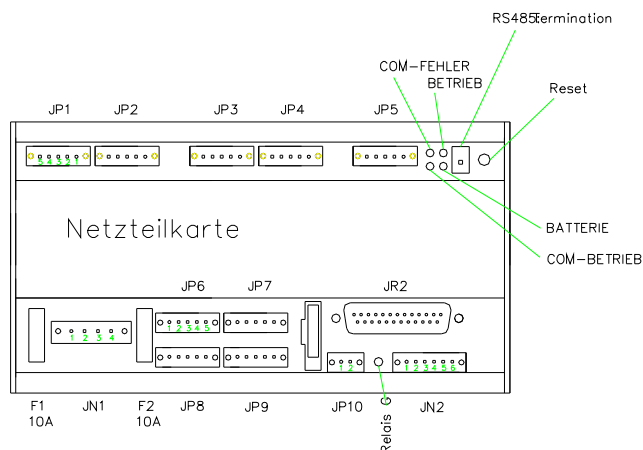 RS485Termination
COM-FEHLER
BETRIEB
Reset
JP1 JP2 JP3 JP4 JP5
5 4 3 2 1
Netzteilkarte
BATTERIE
COM-BETRIEB
JP6 JP7 JR2
1 2 3 4 5
1 2 3 4
1 2
1 2 3 4 5 6
F1 JN1 F2 JP8 JP9 JP10 JN2
10A 10A
Relais G